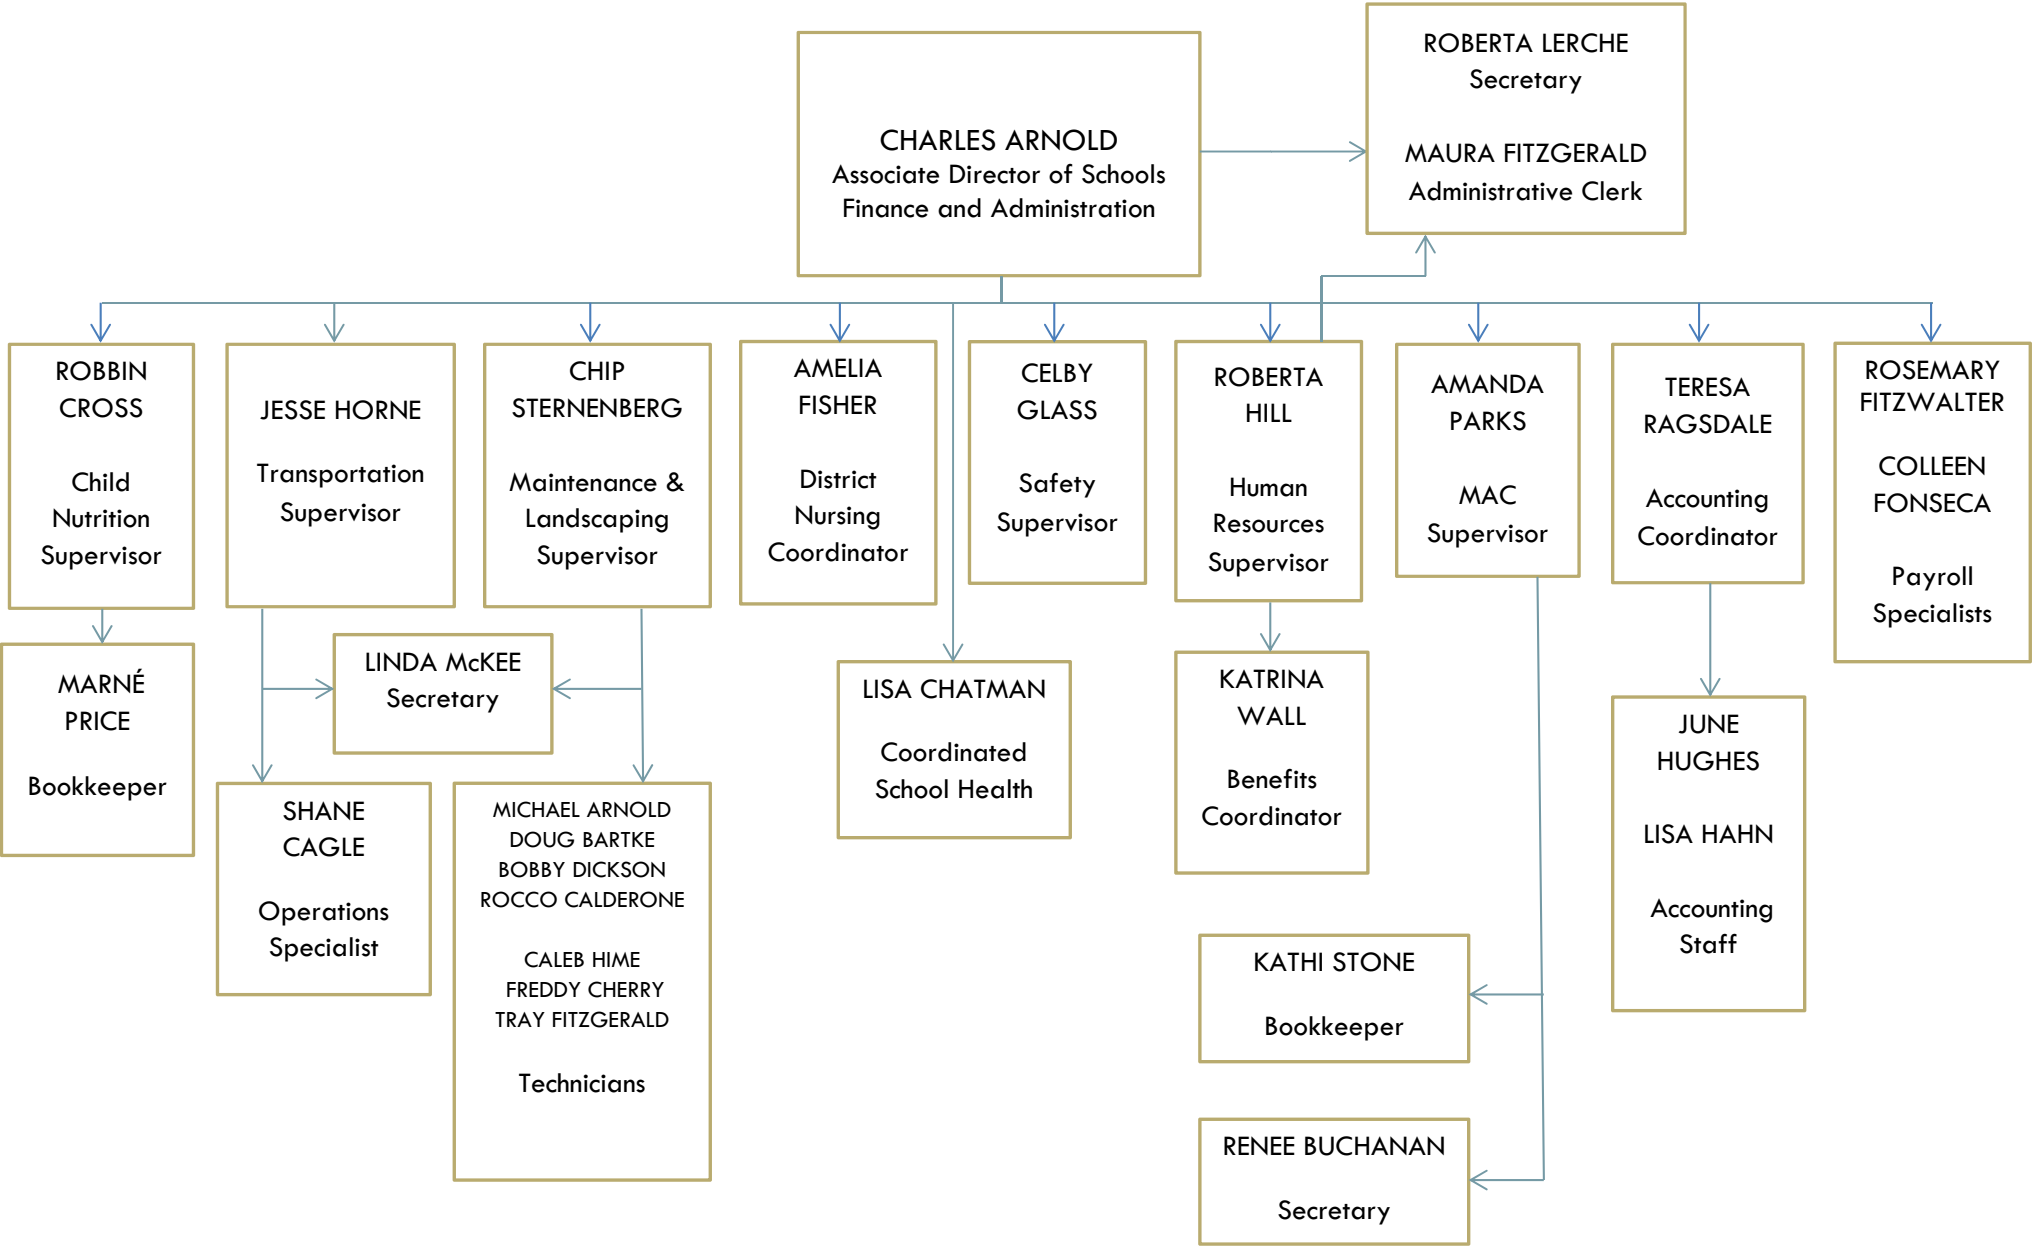 ROBERTA LERCHE
Secretary
MAURA FITZGERALD
Administrative Clerk
CHARLES ARNOLD
Associate Director of Schools
Finance and Administration
ROBBIN
CROSS
Child
Nutrition
Supervisor
JESSE HORNE
Transportation
Supervisor
CHIP
STERNENBERG
Maintenance &
Landscaping
Supervisor
AMELIA
FISHER
District
Nursing
Coordinator
CELBY
GLASS
Safety
Supervisor
ROBERTA
HILL
Human
Resources
Supervisor
AMANDA
PARKS
MAC
Supervisor
TERESA
RAGSDALE
Accounting
Coordinator
ROSEMARY
FITZWALTER
COLLEEN
FONSECA
Payroll
Specialists
MARNÉ
PRICE
Bookkeeper
LINDA McKEE
Secretary
LISA CHATMAN
Coordinated
School Health
KATRINA
WALL
Benefits
Coordinator
JUNE
HUGHES
LISA HAHN
Accounting
Staff
SHANE
CAGLE
Operations
Specialist
MICHAEL ARNOLD
DOUG BARTKE
BOBBY DICKSON
ROCCO CALDERONE
CALEB HIME
FREDDY CHERRY
TRAY FITZGERALD
Technicians
KATHI STONE
Bookkeeper
RENEE BUCHANAN
Secretary